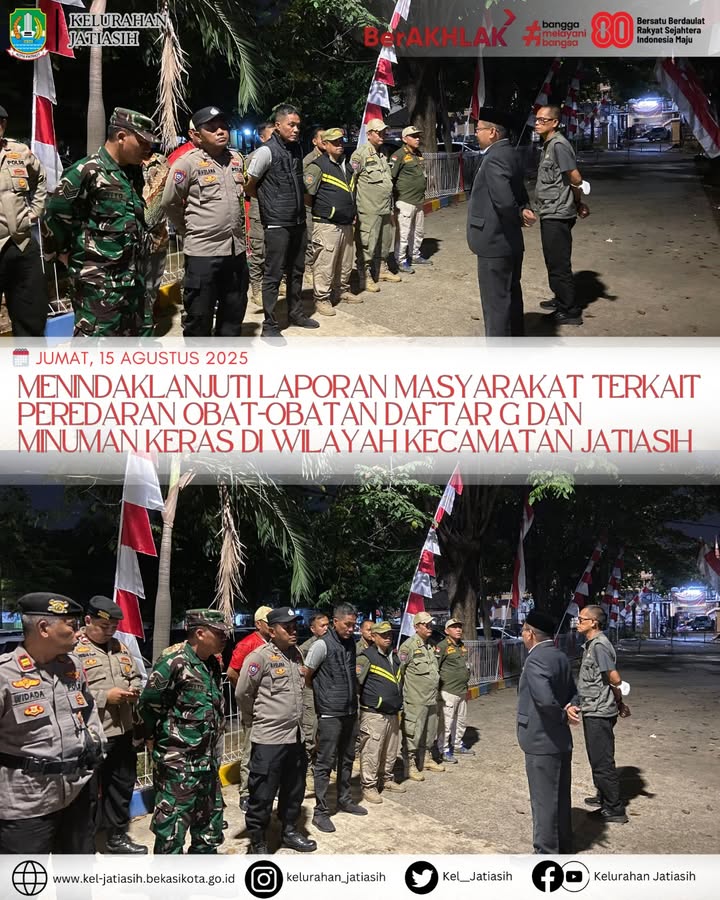 KELURAHAN
JATIASIH
BerAKHLAK
#bangga
melayani
bangsa
80
Bersatu Berdaulat
Rakyat Sejahtera
Indonesia Maju
JUMAT, 15 AGUSTUS 2025
MENINDAKLANJUTI LAPORAN MASYARAKAT TERKAIT
PEREDARAN OBAT-OBATAN DAFTAR G DAN
MINUMAN KERAS DI WILAYAH KECAMATAN JATIASIH
WIDADA
www.kel-jatiasih.bekasikota.go.id
kelurahan_jatiasih
Kel__Jatiasih
Kelurahan Jatiasih